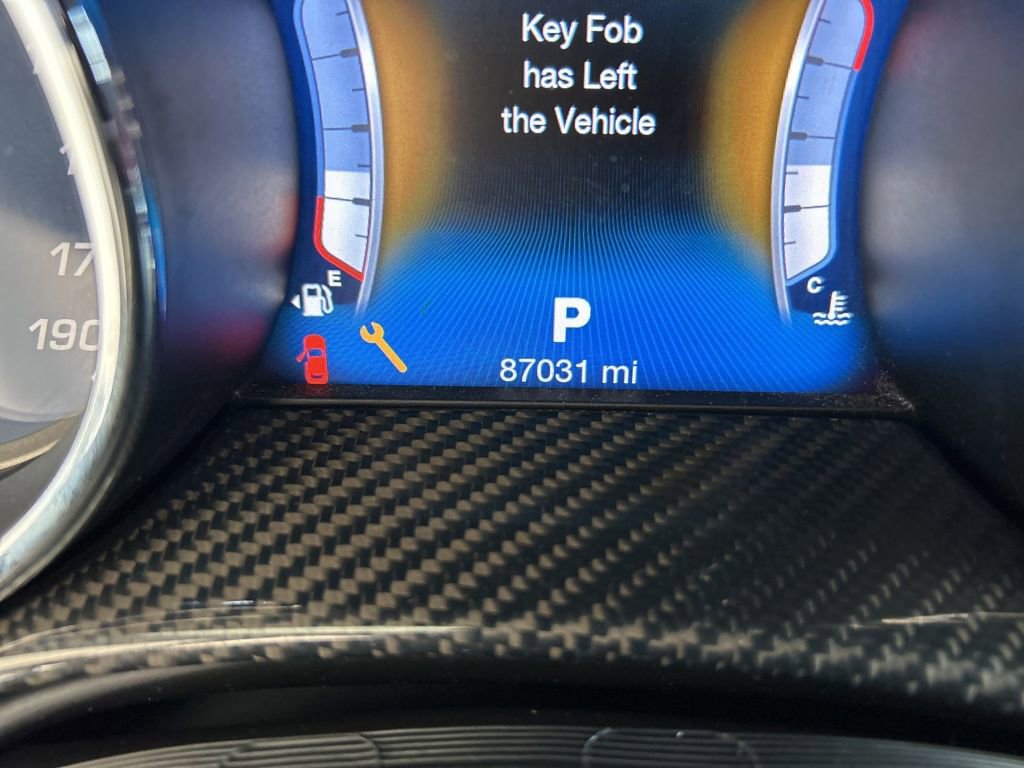 Key Fob
has Left
the Vehicle
17
190
E
C
P
87031 mi